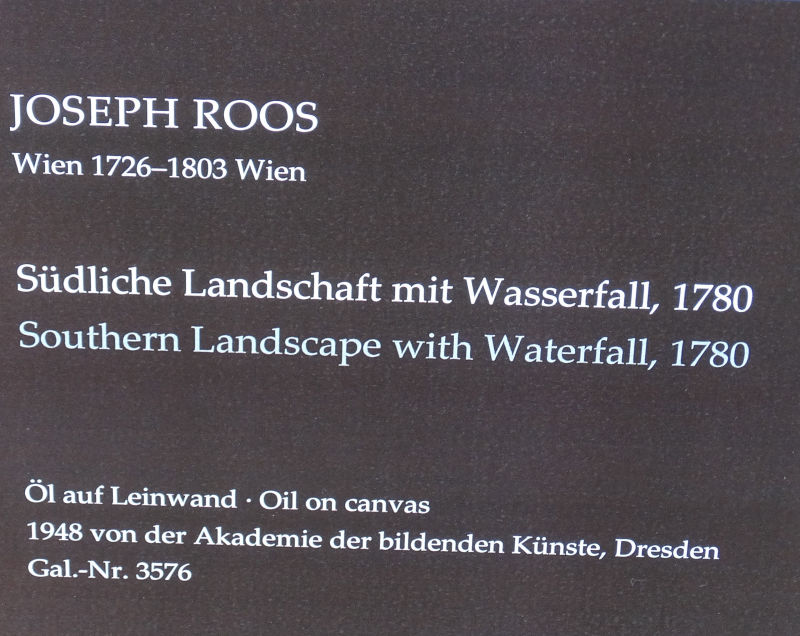 JOSEPH ROOS
Wien 1726–1803 Wien
Südliche Landschaft mit Wasserfall, 1780
Southern Landscape with Waterfall, 1780
Öl auf Leinwand · Oil on canvas
1948 von der Akademie der bildenden Künste, Dresden
Gal.-Nr. 3576